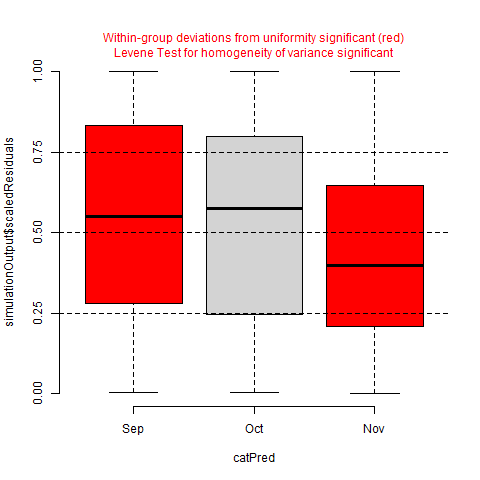 Within-group deviations from uniformity significant (red)
Levene Test for homogeneity of variance significant
simulationOutput$scaledResiduals
1.00
0.75
0.50
0.25
0.00
Sep
Oct
Nov
catPred